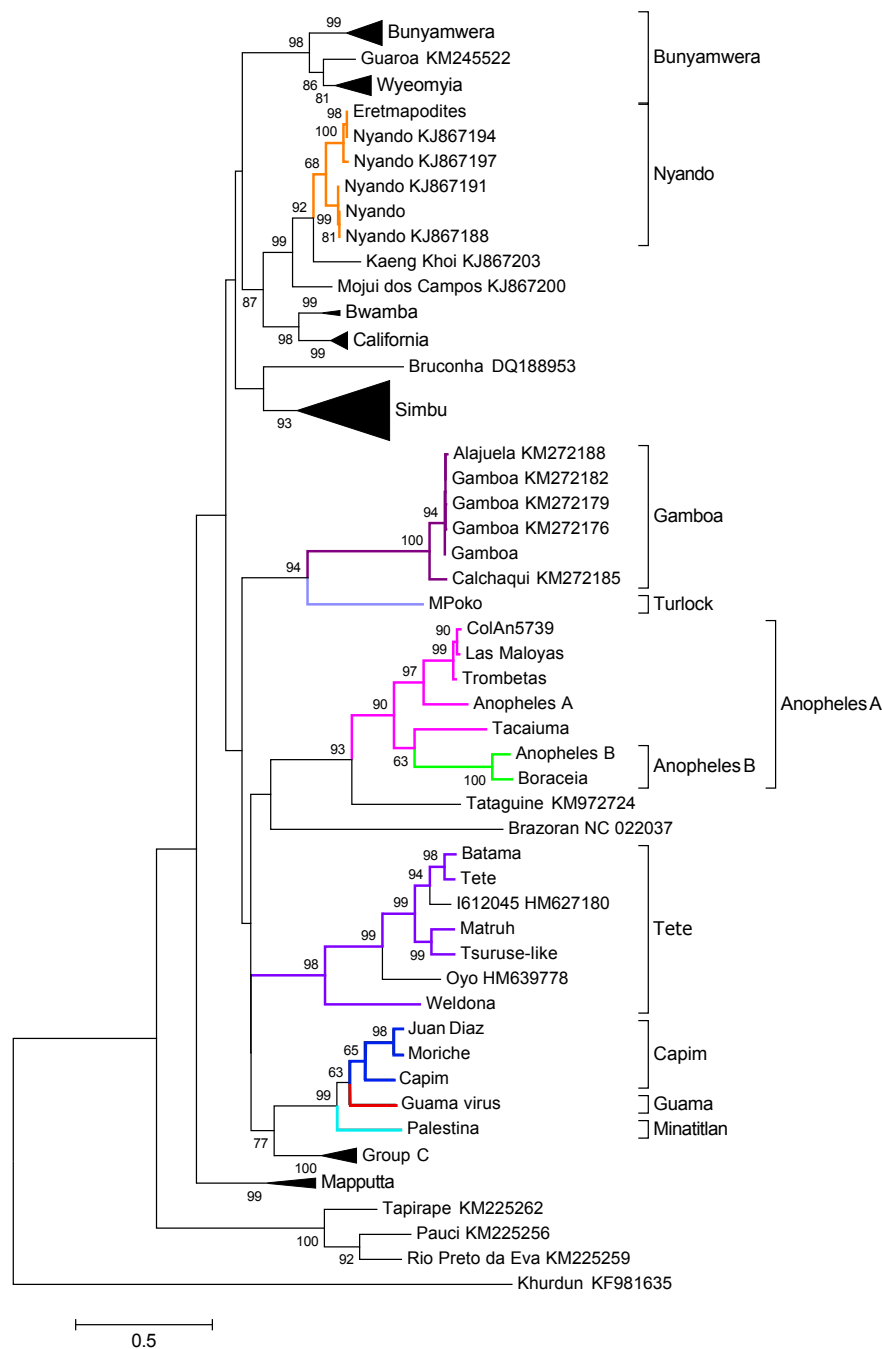 99
Bunyamwera
98
Guaroa KM245522
Bunyamwera
86
Wyeomyia
81
98
Eretmapodites
100
Nyando KJ867194
68
Nyando KJ867197
Nyando
Nyando KJ867191
92
99
Nyando
81
Nyando KJ867188
99
Kaeng Khoi KJ867203
87
Mojui dos Campos KJ867200
99
Bwamba
98
California
99
Bruconha DQ188953
Simbu
93
Alajuela KM272188
Gamboa KM272182
Gamboa KM272179
94
Gamboa KM272176
Gamboa
100
Gamboa
94
Calchaqui KM272185
MPoko
Turlock
90
ColAn5739
99
Las Maloyas
97
Trombetas
90
Anopheles A
Anopheles A
Tacaiuma
93
63
Anopheles B
Anopheles B
100
Boraceia
Tataguine KM972724
Brazoran NC 022037
98
Batama
94
Tete
99
I612045 HM627180
99
Matruh
Tete
99
Tsuruse-like
98
Oyo HM639778
Weldona
98
Juan Diaz
65
Moriche
Capim
63
Capim
99
Guama virus
Guama
Palestina
Minatitlan
77
Group C
100
Mapputta
99
Tapirape KM225262
100
Pauci KM225256
92
Rio Preto da Eva KM225259
Khurdun KF981635
0.5